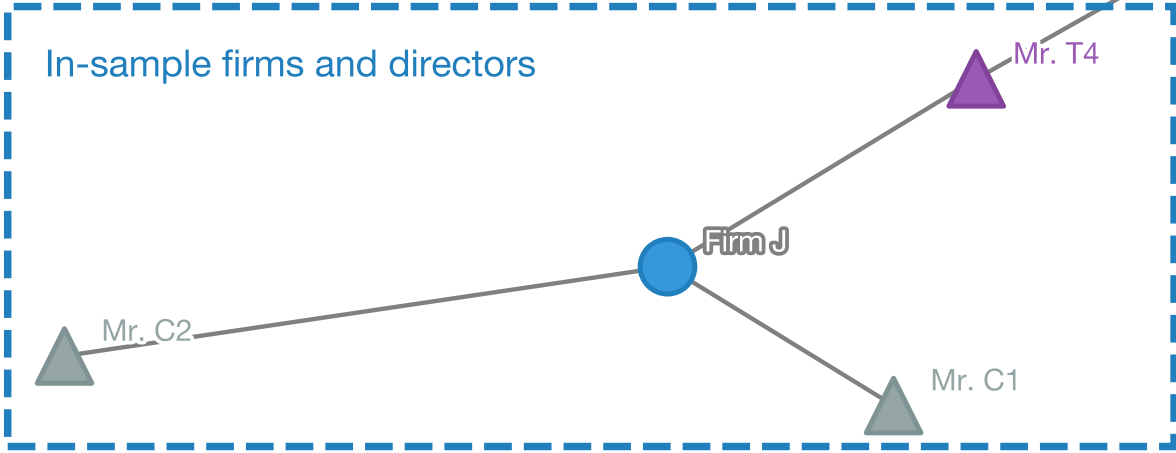 In-sample firms and directors
Mr. T4
Firm J
Mr. C2
Mr. C1